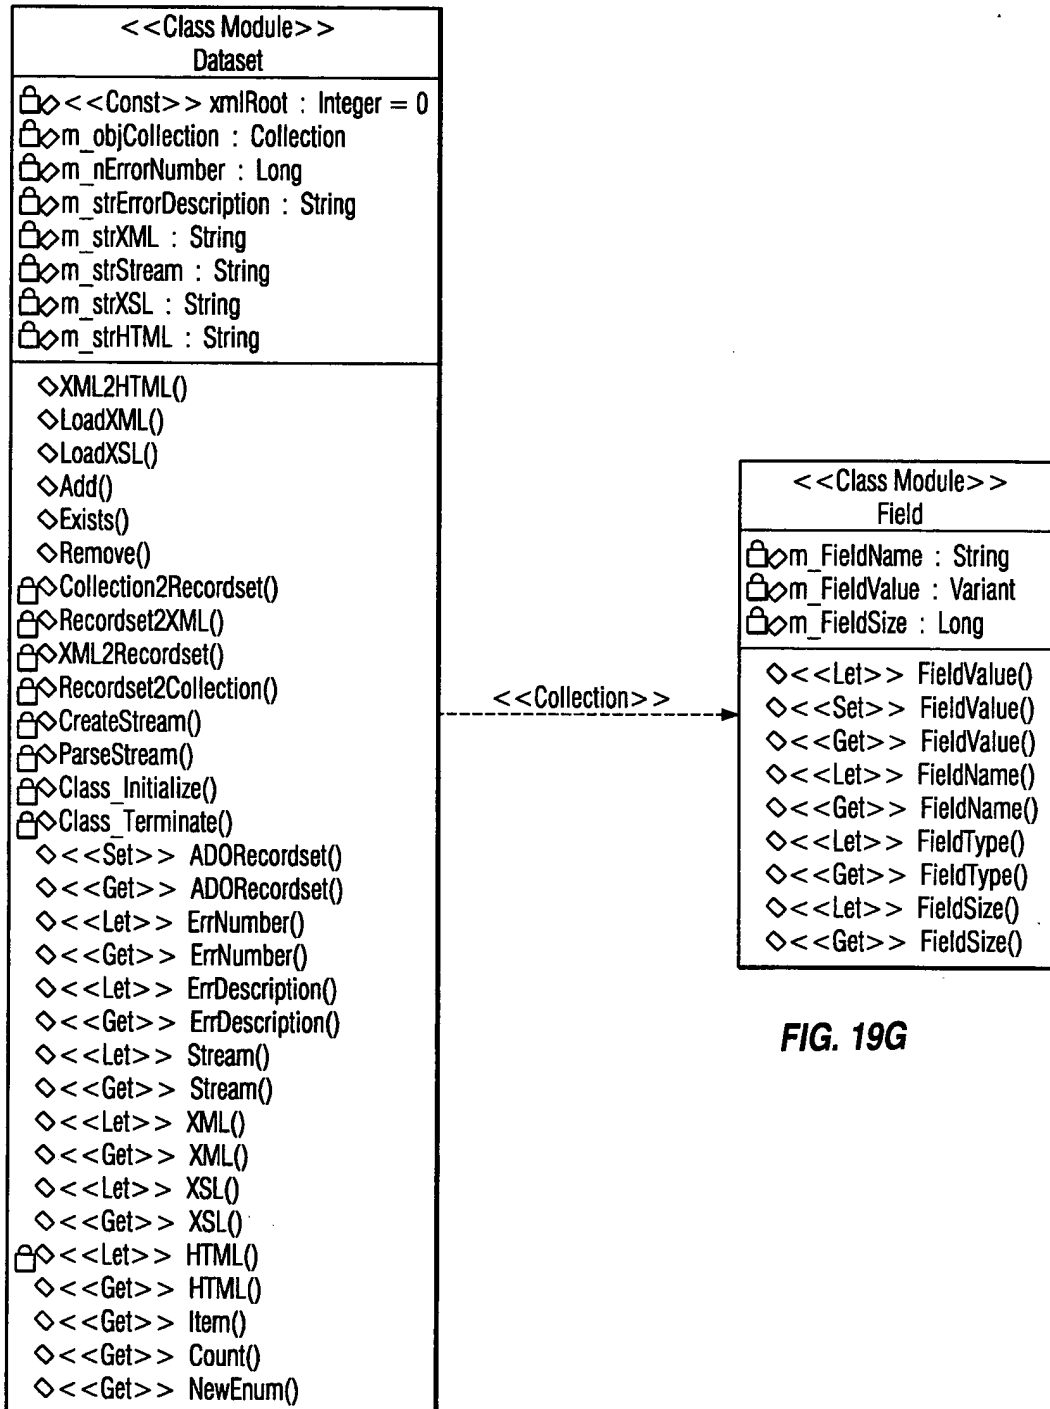 <<Class Module>>
Dataset
<<Const>> xmlRoot : Integer = 0
m_objCollection : Collection
m_nErrorNumber : Long
m_strErrorDescription : String
m_strXML : String
m_strStream : String
m_strXSL : String
m_strHTML : String
XML2HTML()
LoadXML()
LoadXSL()
Add()
Exists()
Remove()
Collection2Recordset()
Recordset2XML()
XML2Recordset()
Recordset2Collection()
CreateStream()
ParseStream()
Class_Initialize()
Class_Terminate()
<<Set>> ADORecordset()
<<Get>> ADORecordset()
<<Let>> ErrNumber()
<<Get>> ErrNumber()
<<Let>> ErrDescription()
<<Get>> ErrDescription()
<<Let>> Stream()
<<Get>> Stream()
<<Let>> XML()
<<Get>> XML()
<<Let>> XSL()
<<Get>> XSL()
<<Let>> HTML()
<<Get>> HTML()
<<Get>> Item()
<<Get>> Count()
<<Get>> NewEnum()
<<Collection>>
<<Class Module>>
Field
m_FieldName : String
m_FieldValue : Variant
m_FieldSize : Long
<<Let>> FieldValue()
<<Set>> FieldValue()
<<Get>> FieldValue()
<<Let>> FieldName()
<<Get>> FieldName()
<<Let>> FieldType()
<<Get>> FieldType()
<<Let>> FieldSize()
<<Get>> FieldSize()
FIG. 19G